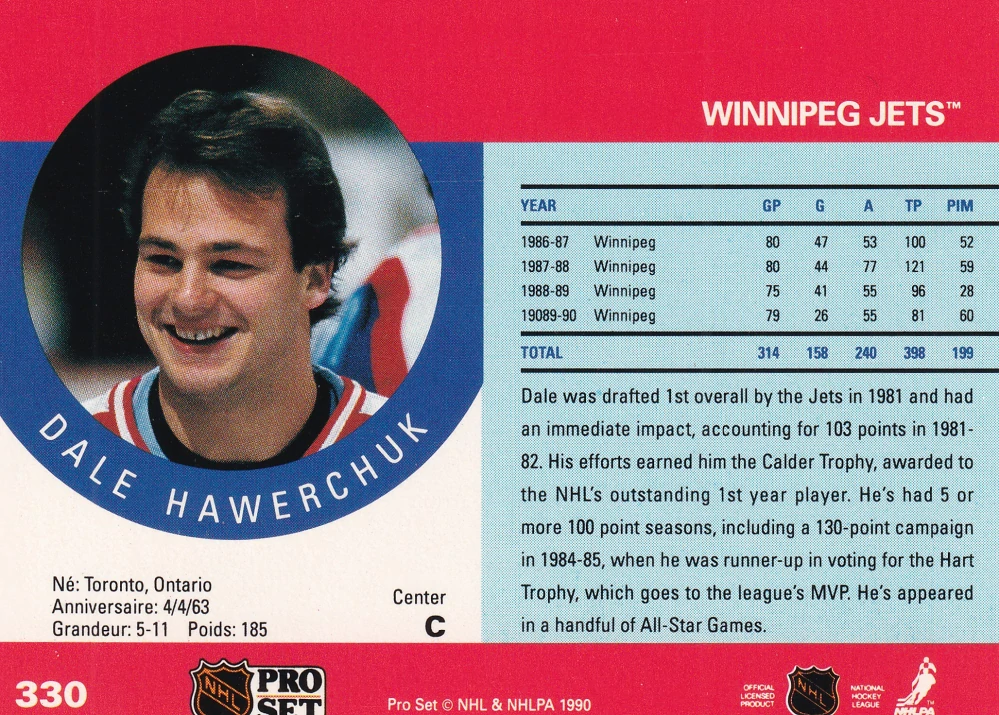 WINNIPEG JETS™
YEAR GP G A TP PIM
1986-87 Winnipeg 80 47 53 100 52
1987-88 Winnipeg 80 44 77 121 59
1988-89 Winnipeg 75 41 55 96 28
19089-90 Winnipeg 79 26 55 81 60
TOTAL 314 158 240 398 199
Dale was drafted 1st overall by the Jets in 1981 and had
an immediate impact, accounting for 103 points in 1981-
82. His efforts earned him the Calder Trophy, awarded to
the NHL's outstanding 1st year player. He's had 5 or
more 100 point seasons, including a 130-point campaign
in 1984-85, when he was runner-up in voting for the Hart
Trophy, which goes to the league's MVP. He's appeared
in a handful of All-Star Games.
DALE HAWERCHUK
Né: Toronto, Ontario
Anniversaire: 4/4/63
Grandeur: 5-11 Poids: 185
Center
C
330
NHL
PRO
SET
Pro Set © NHL & NHLPA 1990
OFFICIAL
LICENSED
PRODUCT
NHL
NATIONAL
HOCKEY
LEAGUE
TM
NHLPA